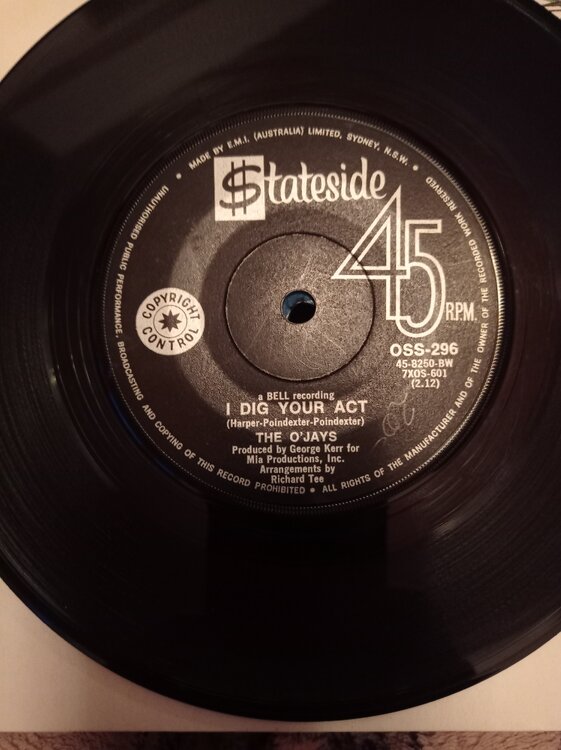 • MADE BY E.M.I. (AUSTRALIA) LIMITED, SYDNEY, N.S.W. •
$tateside
45 RPM.
COPYRIGHT CONTROL
OSS-296
45-8250-BW
7XOS-601
(2.12)
a BELL recording
I DIG YOUR ACT
(Harper-Poindexter-Poindexter)
THE O'JAYS
Produced by George Kerr for
Mia Productions, Inc.
Arrangements by
Richard Tee
UNAUTHORISED PUBLIC PERFORMANCE, BROADCASTING AND COPYING OF THIS RECORD PROHIBITED • ALL RIGHTS OF THE MANUFACTURER AND OF THE OWNER OF THE RECORDED WORK RESERVED